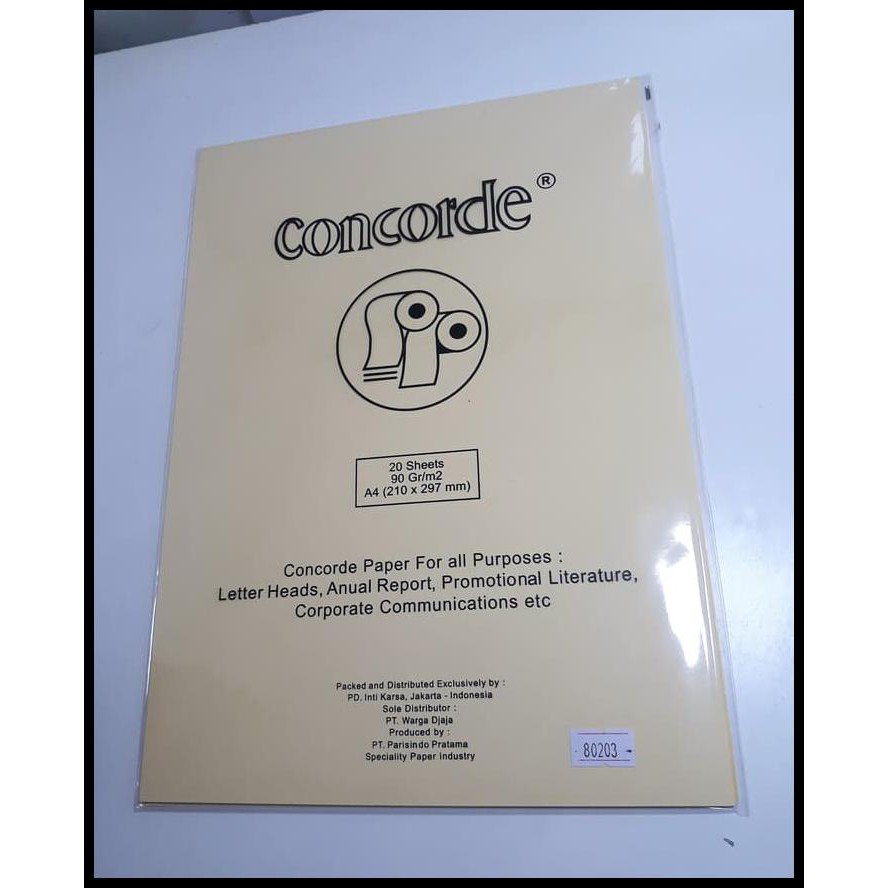 concorde ®
20 Sheets
90 Gr/m2
A4 (210 x 297 mm)
Concorde Paper For all Purposes :
Letter Heads, Anual Report, Promotional Literature,
Corporate Communications etc
Packed and Distributed Exclusively by :
PD. Inti Karsa, Jakarta - Indonesia
Sole Distributor :
PT. Warga Djaja
Produced by :
PT. Parisindo Pratama
Speciality Paper Industry
80203